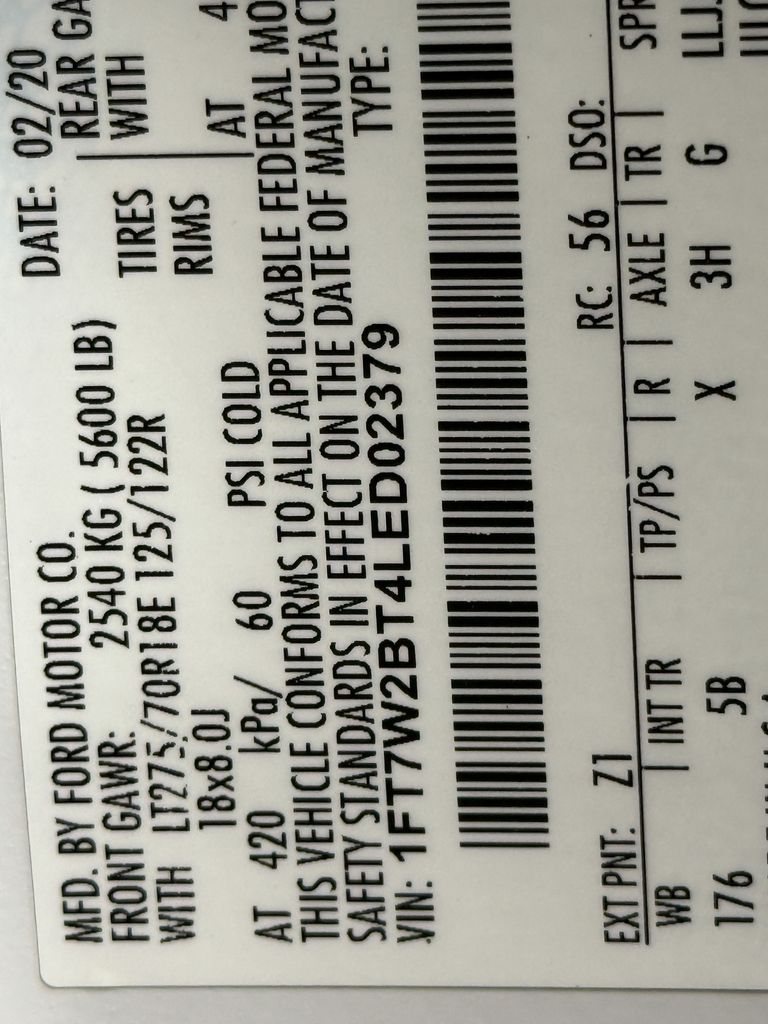 MFD. BY FORD MOTOR CO. DATE: 02/20
FRONT GAWR: 2540 KG ( 5600 LB) REAR GA
WITH LT275/70R18E 125/122R TIRES WITH
18x8.0J RIMS
AT 420 kPa/ 60 PSI COLD AT 4
THIS VEHICLE CONFORMS TO ALL APPLICABLE FEDERAL MO
SAFETY STANDARDS IN EFFECT ON THE DATE OF MANUFACT
VIN: 1FT7W2BT4LED02379 TYPE:
EXT PNT: Z1 RC: 56 DSO:
WB | INT TR | TP/PS | R | AXLE | TR | SPR
176 5B X 3H G